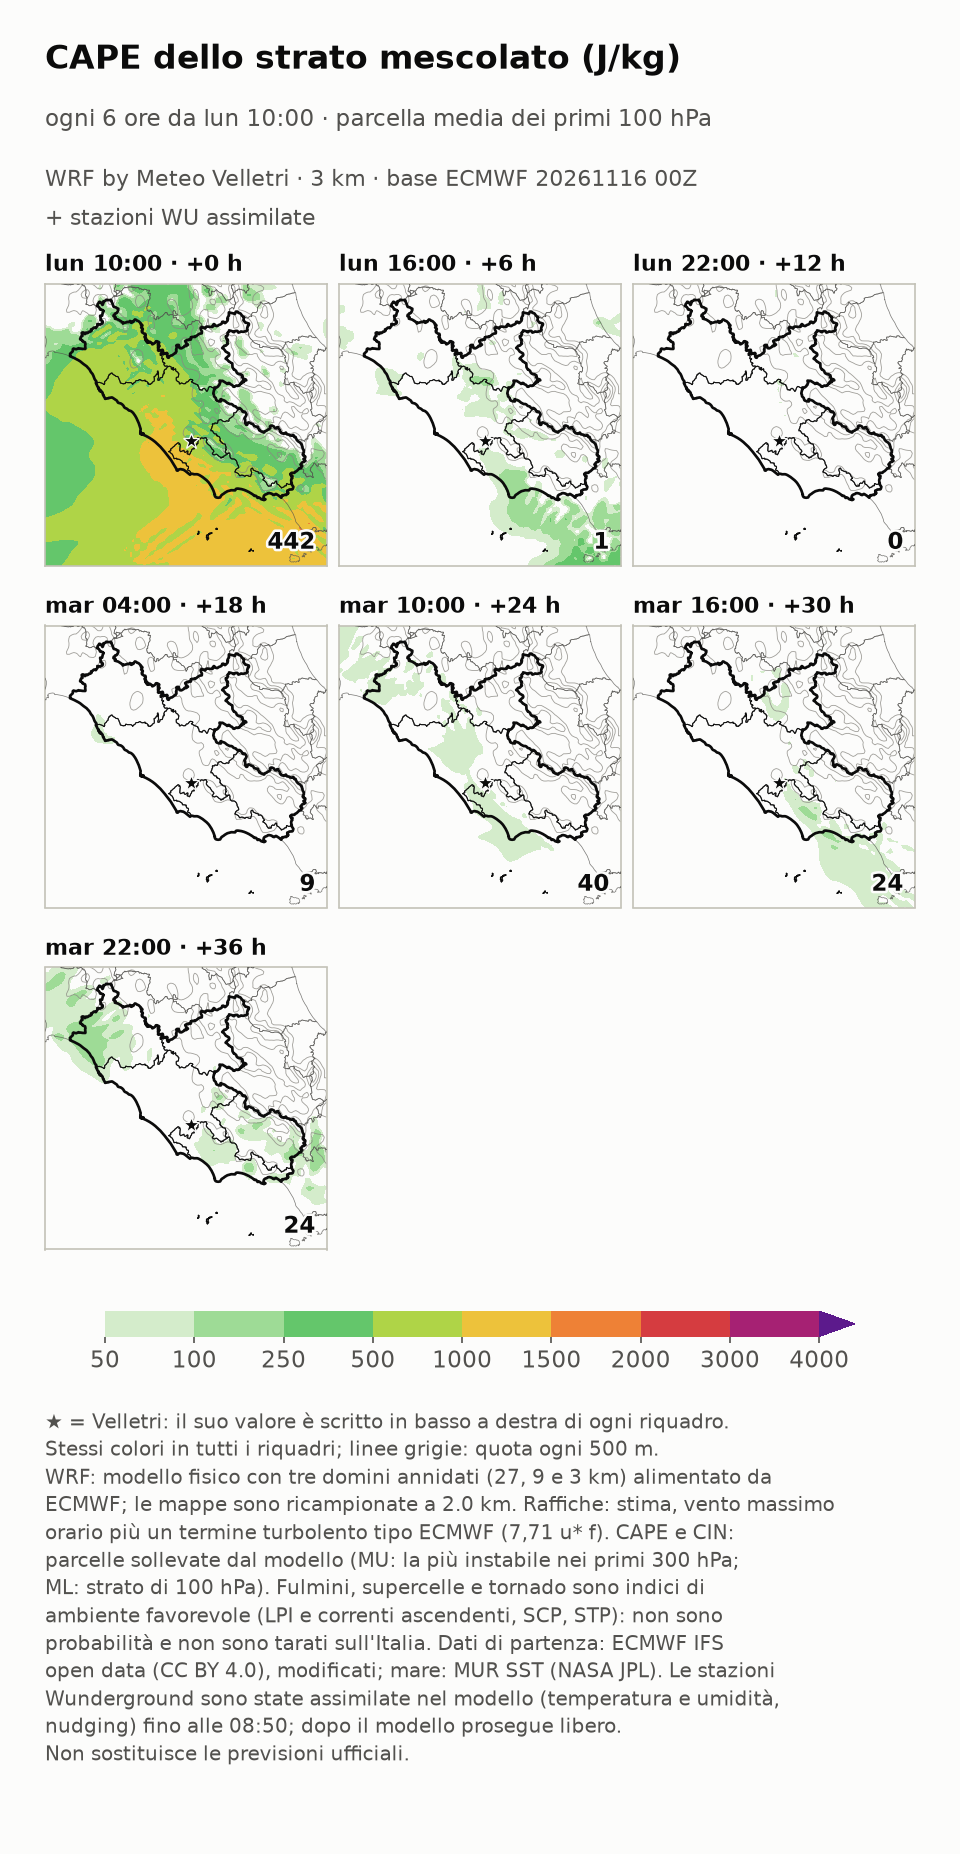 CAPE dello strato mescolato (J/kg)
ogni 6 ore da lun 10:00 · parcella media dei primi 100 hPa
WRF by Meteo Velletri · 3 km · base ECMWF 20261116 00Z
+ stazioni WU assimilate
lun 10:00 · +0 h
lun 16:00 · +6 h
lun 22:00 · +12 h
442
1
0
mar 04:00 · +18 h
mar 10:00 · +24 h
mar 16:00 · +30 h
9
40
24
mar 22:00 · +36 h
24
50 100 250 500 1000 1500 2000 3000 4000
★ = Velletri: il suo valore è scritto in basso a destra di ogni riquadro.
Stessi colori in tutti i riquadri; linee grigie: quota ogni 500 m.
WRF: modello fisico con tre domini annidati (27, 9 e 3 km) alimentato da
ECMWF; le mappe sono ricampionate a 2.0 km. Raffiche: stima, vento massimo
orario più un termine turbolento tipo ECMWF (7,71 u* f). CAPE e CIN:
parcelle sollevate dal modello (MU: la più instabile nei primi 300 hPa;
ML: strato di 100 hPa). Fulmini, supercelle e tornado sono indici di
ambiente favorevole (LPI e correnti ascendenti, SCP, STP): non sono
probabilità e non sono tarati sull'Italia. Dati di partenza: ECMWF IFS
open data (CC BY 4.0), modificati; mare: MUR SST (NASA JPL). Le stazioni
Wunderground sono state assimilate nel modello (temperatura e umidità,
nudging) fino alle 08:50; dopo il modello prosegue libero.
Non sostituisce le previsioni ufficiali.